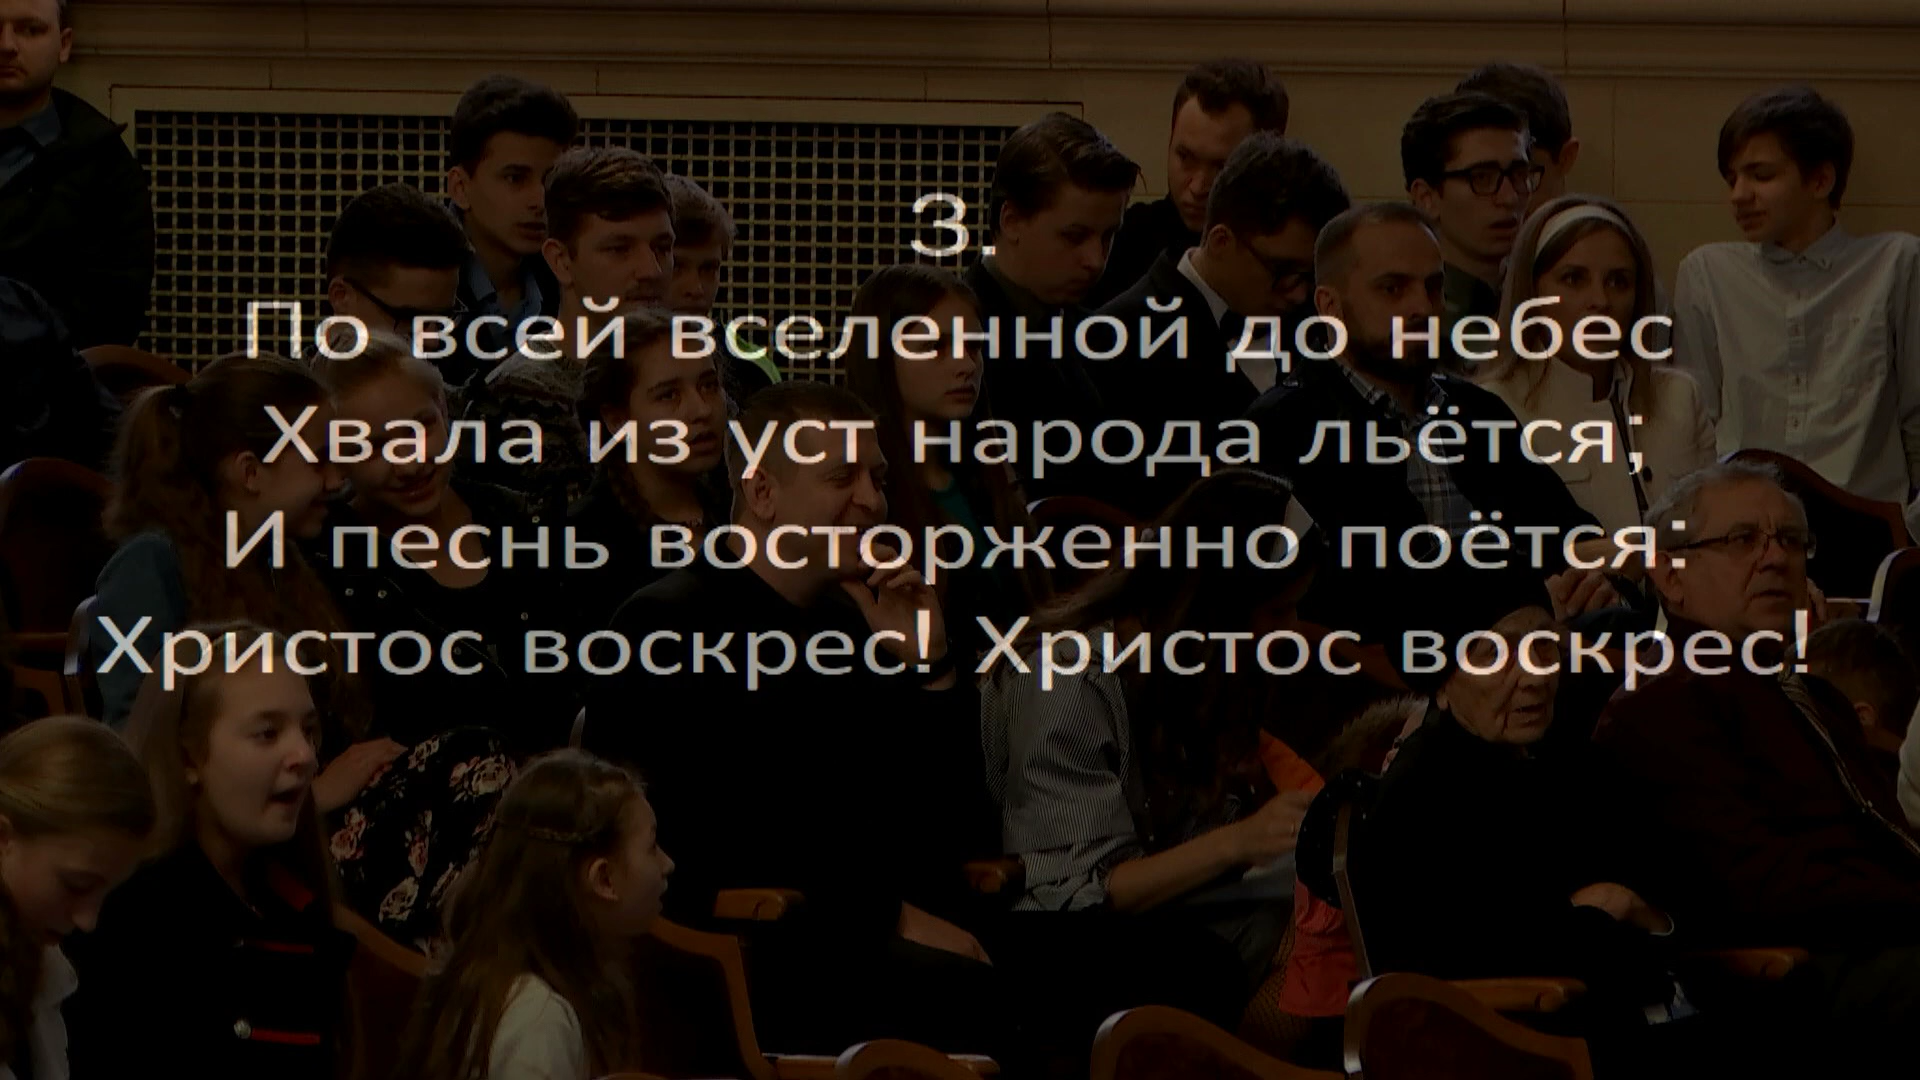 3.
По всей вселенной до небес
Хвала из уст народа льётся;
И песнь восторженно поётся:
Христос воскрес! Христос воскрес!